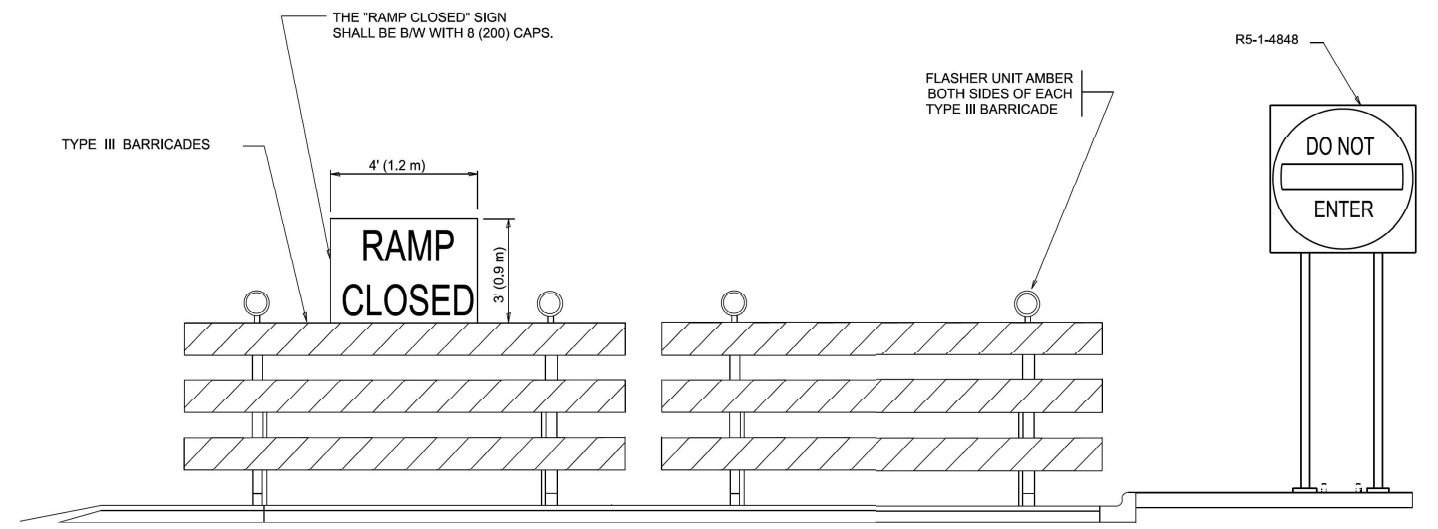 THE "RAMP CLOSED" SIGN
SHALL BE B/W WITH 8 (200) CAPS.
R5-1-4848
FLASHER UNIT AMBER
BOTH SIDES OF EACH
TYPE III BARRICADE
TYPE III BARRICADES
4' (1.2 m)
3' (0.9 m)
RAMP
CLOSED
DO NOT
ENTER